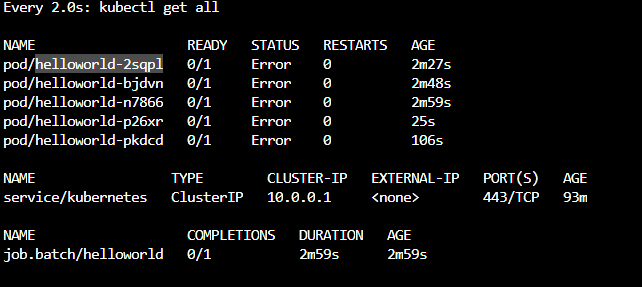 Every 2.0s: kubectl get all
NAME READY STATUS RESTARTS AGE
pod/helloworld-2sqpl 0/1 Error 0 2m27s
pod/helloworld-bjdvn 0/1 Error 0 2m48s
pod/helloworld-n7866 0/1 Error 0 2m59s
pod/helloworld-p26xr 0/1 Error 0 25s
pod/helloworld-pkdcd 0/1 Error 0 106s
NAME TYPE CLUSTER-IP EXTERNAL-IP PORT(S) AGE
service/kubernetes ClusterIP 10.0.0.1 <none> 443/TCP 93m
NAME COMPLETIONS DURATION AGE
job.batch/helloworld 0/1 2m59s 2m59s